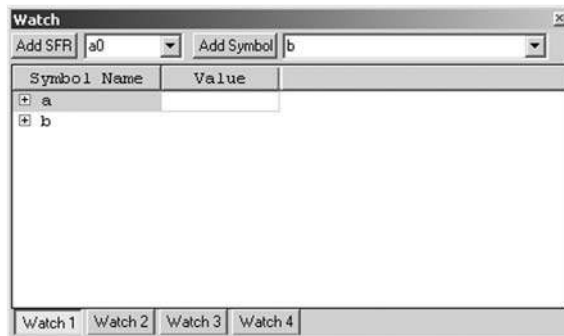 Watch
Add SFR a0 Add Symbol b
Symbol Name Value
a
b
Watch 1 Watch 2 Watch 3 Watch 4